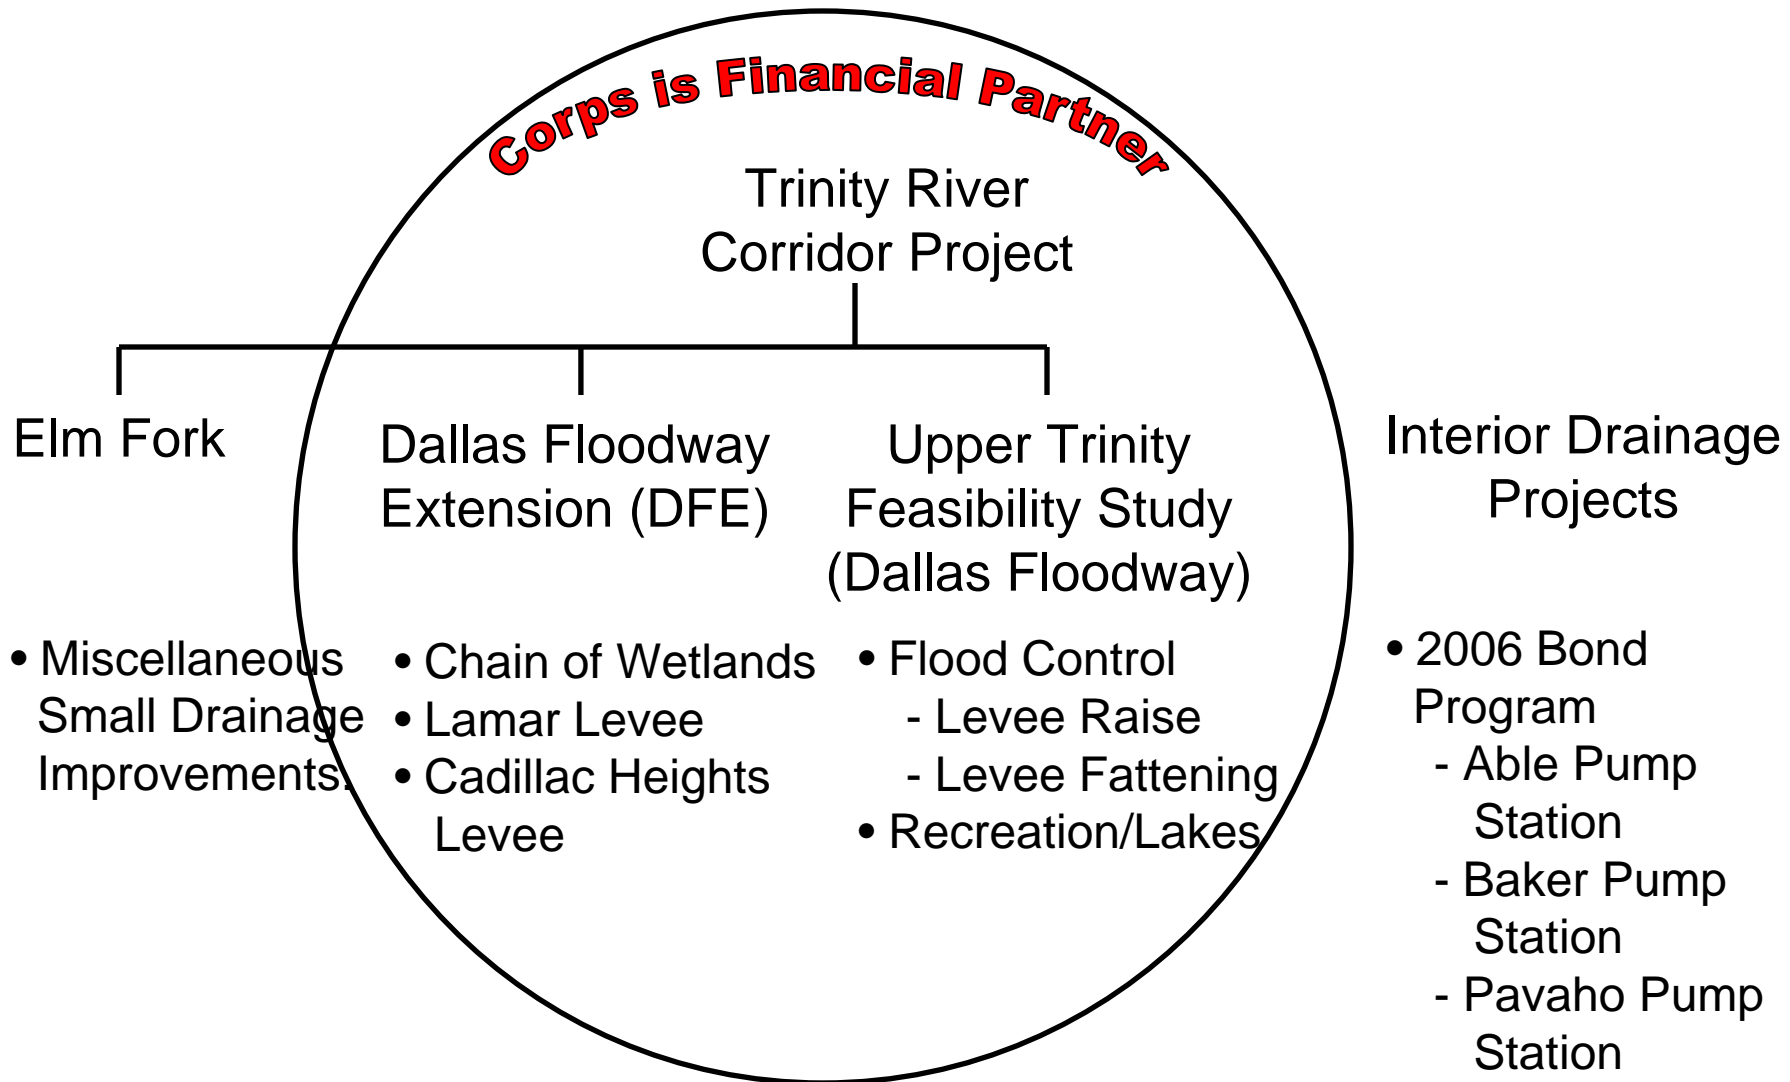 Corps is Financial Partner
Trinity River
Corridor Project
Elm Fork
• Miscellaneous
Small Drainage
Improvements.
Dallas Floodway
Extension (DFE)
• Chain of Wetlands
• Lamar Levee
• Cadillac Heights
Levee
Upper Trinity
Feasibility Study
(Dallas Floodway)
• Flood Control
- Levee Raise
- Levee Fattening
• Recreation/Lakes
Interior Drainage
Projects
• 2006 Bond
Program
- Able Pump
Station
- Baker Pump
Station
- Pavaho Pump
Station